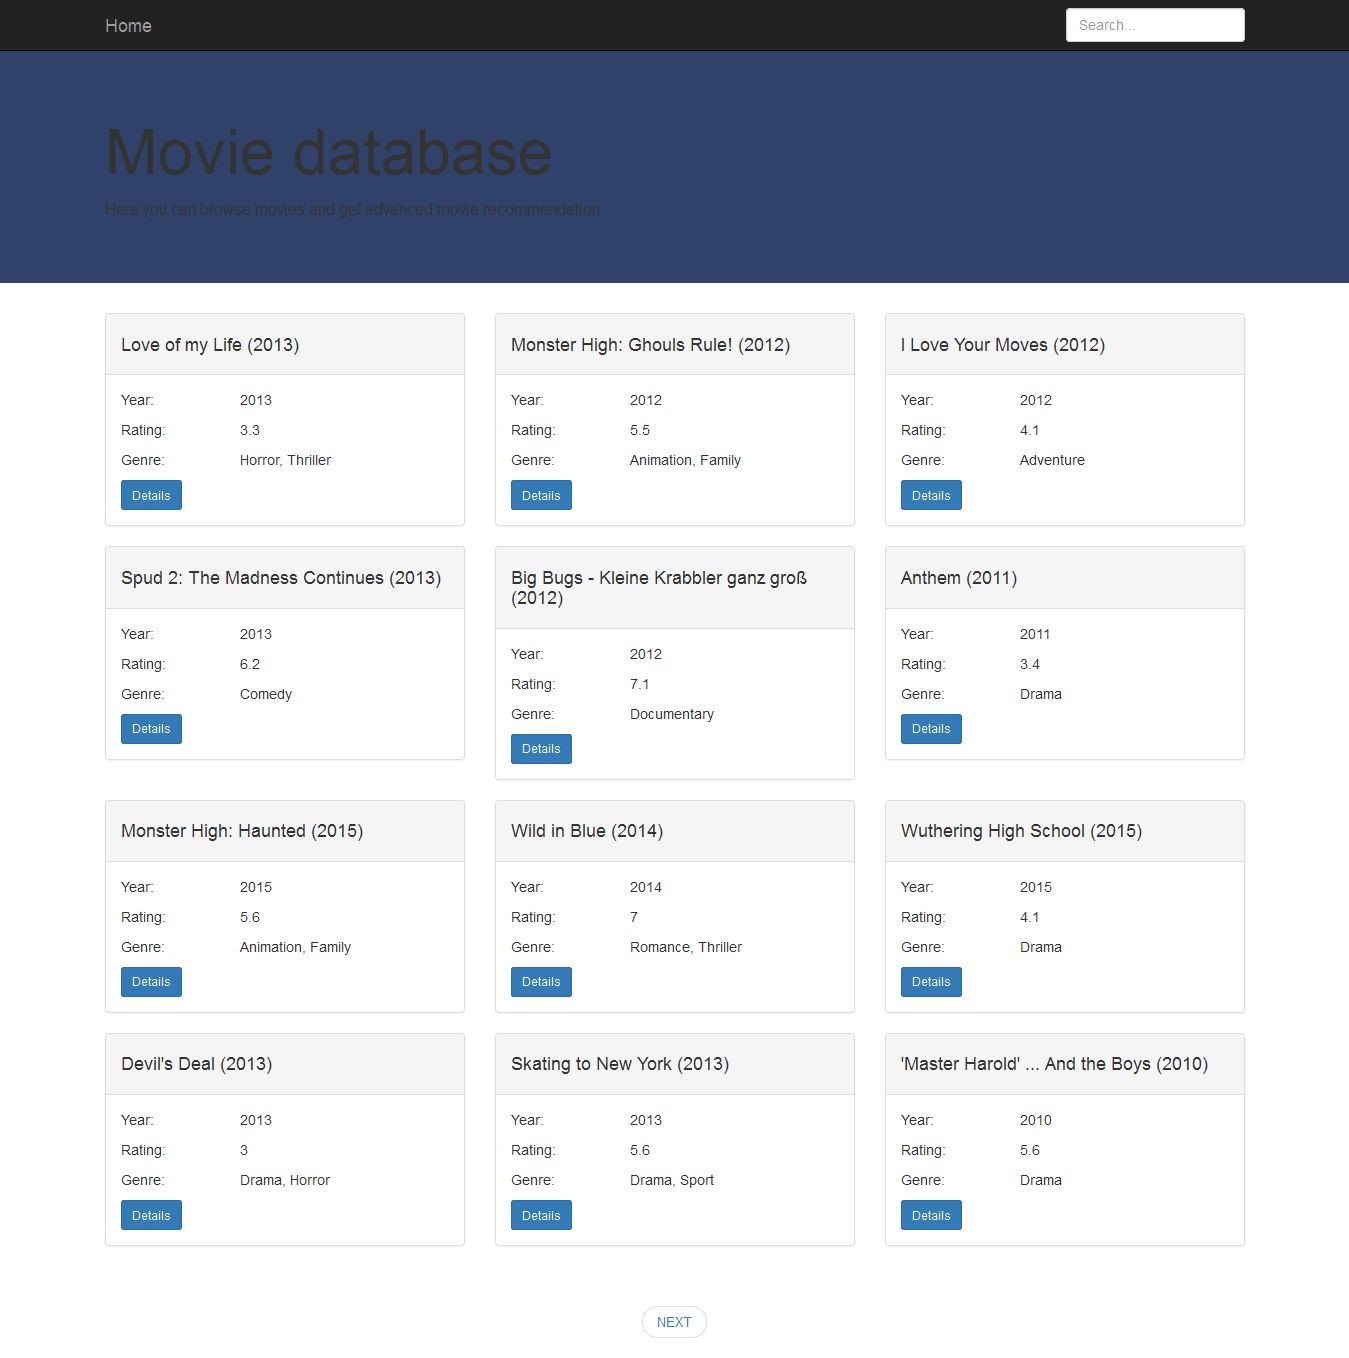 Home
Search...
Movie database
Here you can browse movies and get advanced movie recommendation
Love of my Life (2013)
Year: 2013
Rating: 3.3
Genre: Horror, Thriller
Details
Monster High: Ghouls Rule! (2012)
Year: 2012
Rating: 5.5
Genre: Animation, Family
Details
I Love Your Moves (2012)
Year: 2012
Rating: 4.1
Genre: Adventure
Details
Spud 2: The Madness Continues (2013)
Year: 2013
Rating: 6.2
Genre: Comedy
Details
Big Bugs - Kleine Krabbler ganz groß
(2012)
Year: 2012
Rating: 7.1
Genre: Documentary
Details
Anthem (2011)
Year: 2011
Rating: 3.4
Genre: Drama
Details
Monster High: Haunted (2015)
Year: 2015
Rating: 5.6
Genre: Animation, Family
Details
Wild in Blue (2014)
Year: 2014
Rating: 7
Genre: Romance, Thriller
Details
Wuthering High School (2015)
Year: 2015
Rating: 4.1
Genre: Drama
Details
Devil's Deal (2013)
Year: 2013
Rating: 3
Genre: Drama, Horror
Details
Skating to New York (2013)
Year: 2013
Rating: 5.6
Genre: Drama, Sport
Details
'Master Harold' ... And the Boys (2010)
Year: 2010
Rating: 5.6
Genre: Drama
Details
NEXT